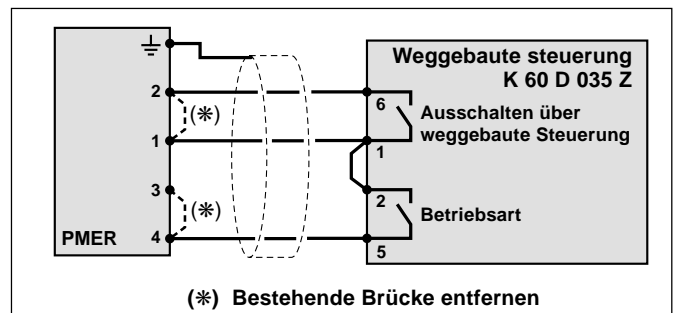 Weggebaute steuerung
K 60 D 035 Z
2
(✻)
6
Ausschalten über
weggebaute Steuerung
1
1
3
2
(✻)
Betriebsart
PMER
4
5
(✻) Bestehende Brücke entfernen